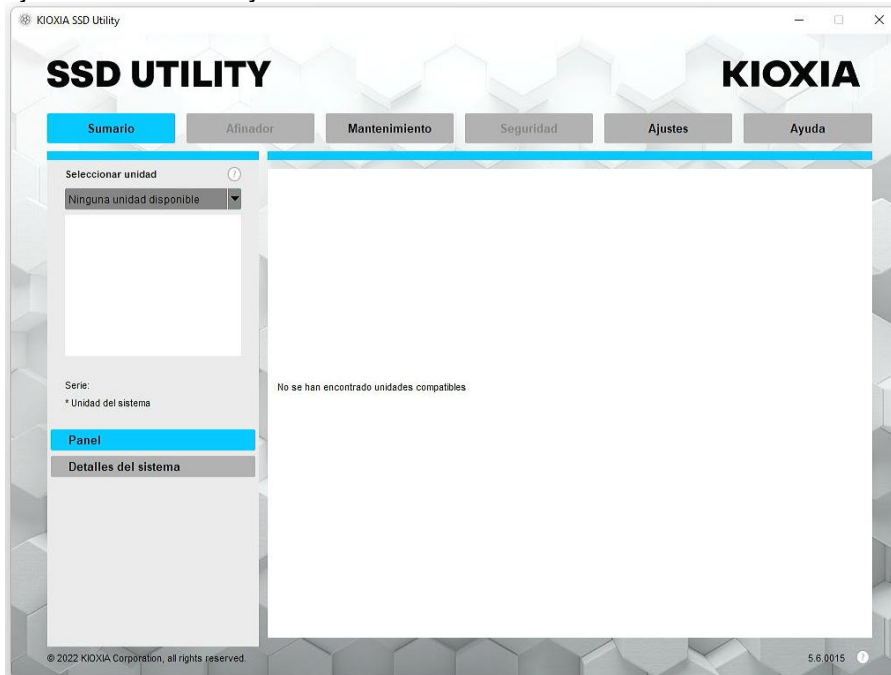 KIOXIA SSD Utility
SSD UTILITY
KIOXIA
Sumario
Afinador
Mantenimiento
Seguridad
Ajustes
Ayuda
Seleccionar unidad
?
Ninguna unidad disponible
Serie:
* Unidad del sistema
No se han encontrado unidades compatibles
Panel
Detalles del sistema
© 2022 KIOXIA Corporation, all rights reserved.
5.6.0015
?